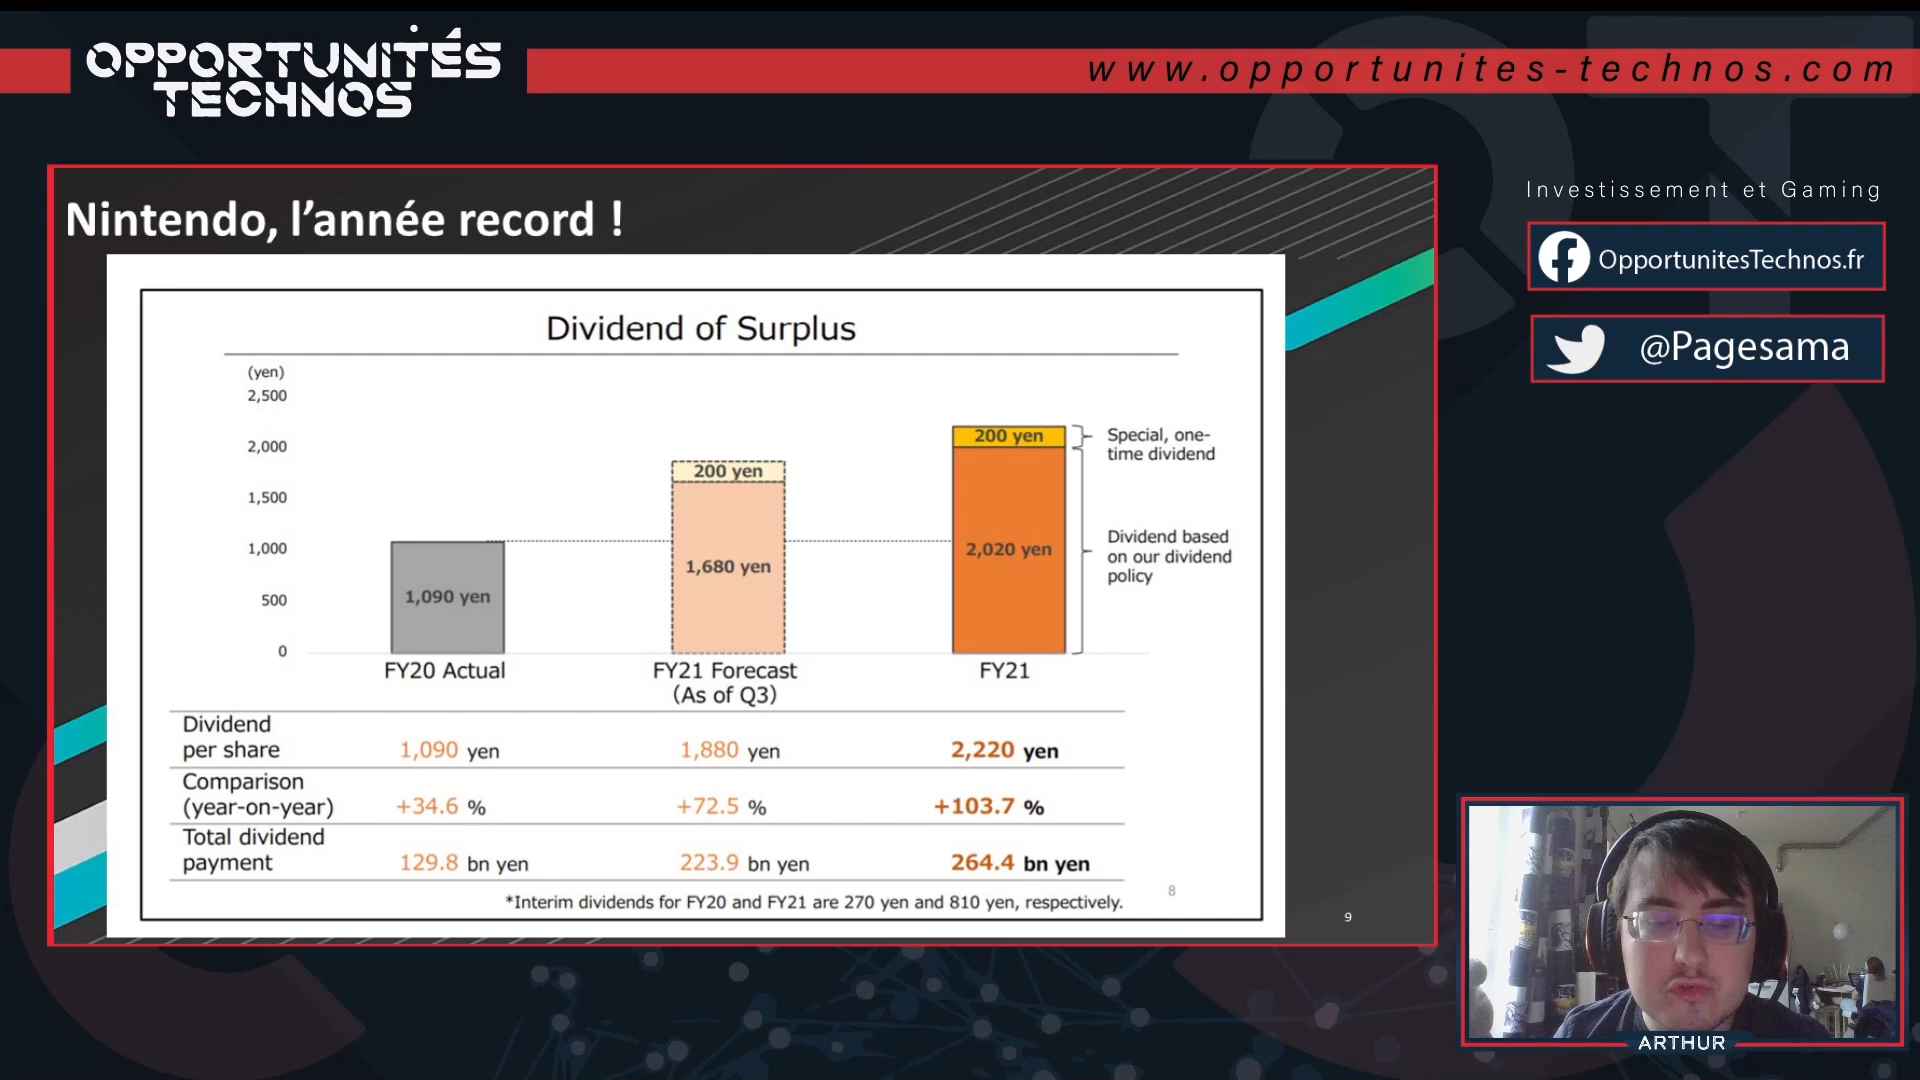 OPPORTUNITÉS
TECHNOS
www.opportunites-technos.com
Investissement et Gaming
OpportunitesTechnos.fr
@Pagesama
Nintendo, l'année record !
Dividend of Surplus
(yen)
2,500
2,000
1,500
1,000
500
0
1,090 yen
200 yen
1,680 yen
200 yen
2,020 yen
Special, one-
time dividend
Dividend based
on our dividend
policy
FY20 Actual
FY21 Forecast
(As of Q3)
FY21
Dividend
per share 1,090 yen 1,880 yen 2,220 yen
Comparison
(year-on-year) +34.6 % +72.5 % +103.7 %
Total dividend
payment 129.8 bn yen 223.9 bn yen 264.4 bn yen
*Interim dividends for FY20 and FY21 are 270 yen and 810 yen, respectively.
8
9
ARTHUR